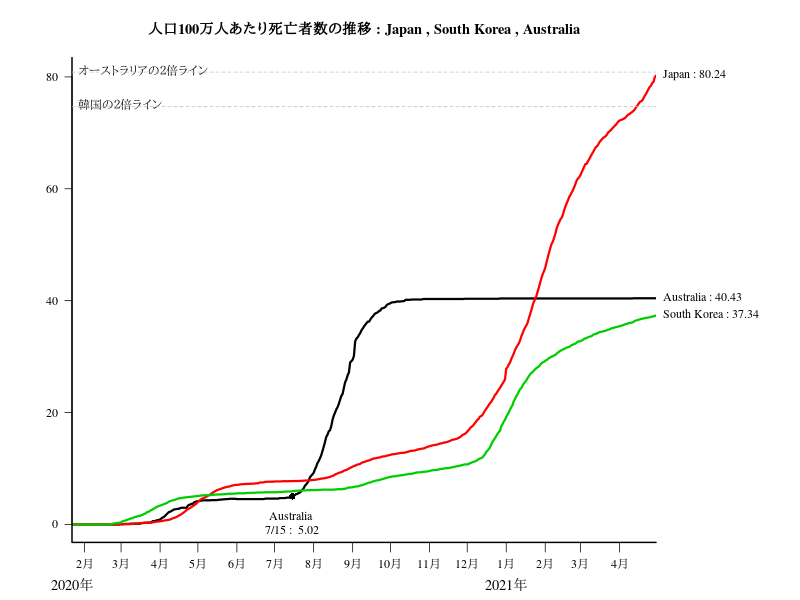 人口100万人あたり死亡者数の推移 : Japan , South Korea , Australia
オーストラリアの2倍ライン
Japan : 80.24
80
韓国の2倍ライン
60
40
Australia : 40.43
South Korea : 37.34
20
0
Australia
7/15 : 5.02
2月 3月 4月 5月 6月 7月 8月 9月 10月 11月 12月 1月 2月 3月 4月
2020年 2021年